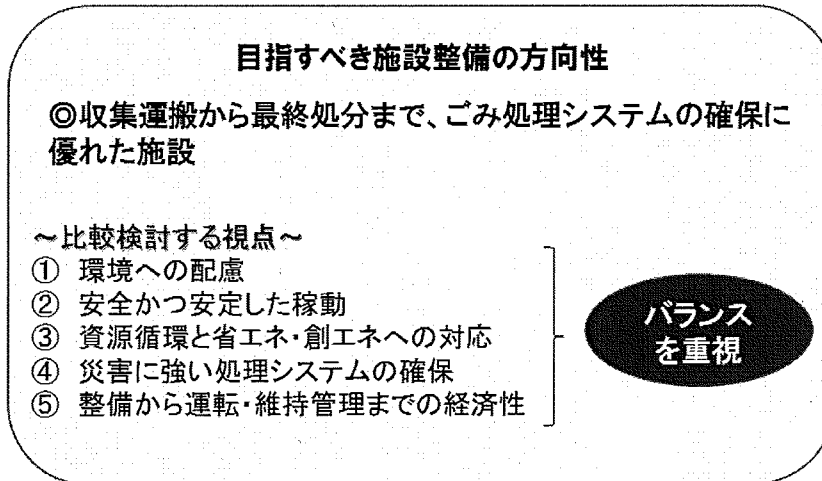 目指すべき施設整備の方向性
◎収集運搬から最終処分まで、ごみ処理システムの確保に
優れた施設
～比較検討する視点～
① 環境への配慮
② 安全かつ安定した稼動
③ 資源循環と省エネ・創エネへの対応
④ 災害に強い処理システムの確保
⑤ 整備から運転・維持管理までの経済性
バランス
を重視